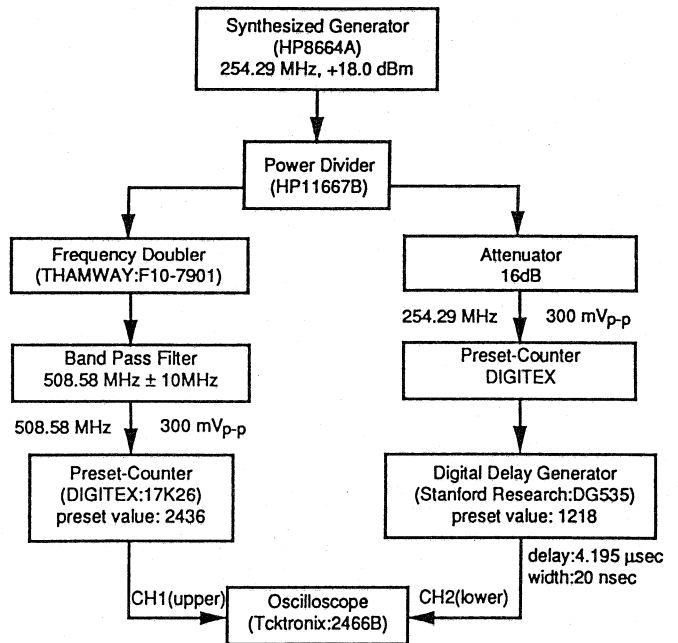 Synthesized Generator
(HP8664A)
254.29 MHz, +18.0 dBm
Power Divider
(HP11667B)
Frequency Doubler
(THAMWAY:F10-7901)
Attenuator
16dB
254.29 MHz 300 mVp-p
Band Pass Filter
508.58 MHz ± 10MHz
Preset-Counter
DIGITEX
508.58 MHz 300 mVp-p
Preset-Counter
(DIGITEX:17K26)
preset value: 2436
Digital Delay Generator
(Stanford Research:DG535)
preset value: 1218
delay:4.195 μsec
width:20 nsec
CH1(upper)
Oscilloscope
(Tcktronix:2466B)
CH2(lower)